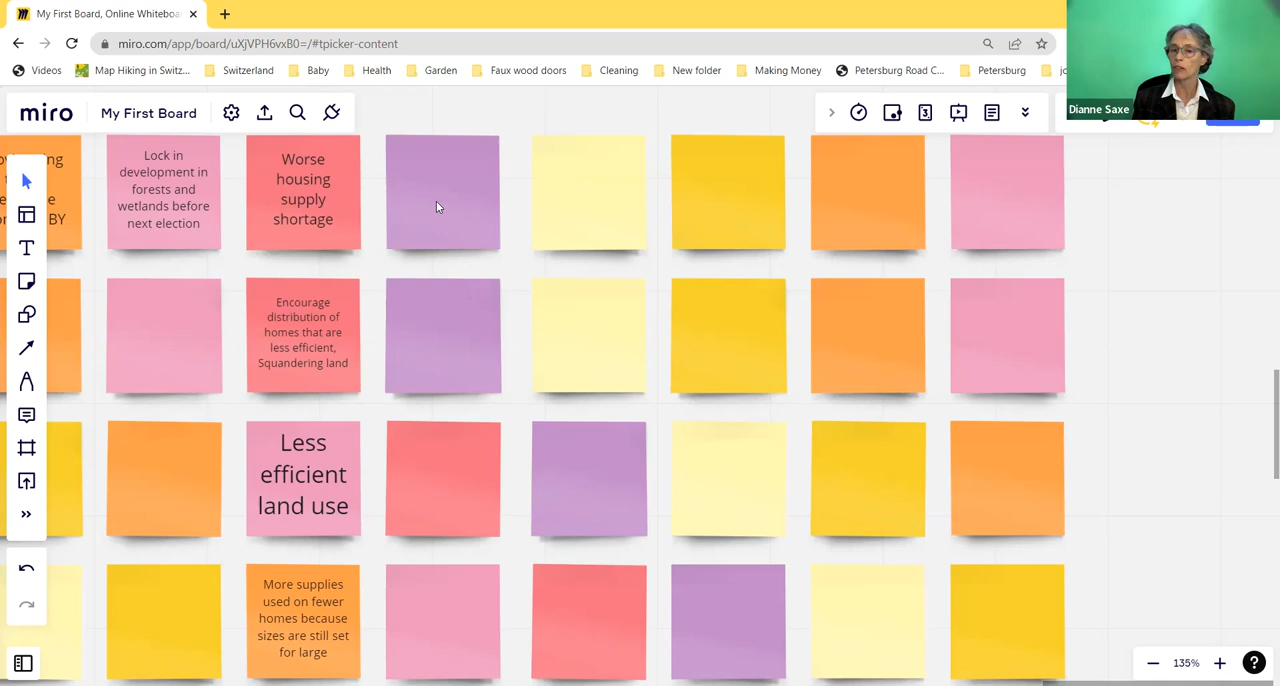 My First Board, Online Whiteboa
miro.com/app/board/uXjVPH6vxB0=/#tpicker-content
Videos
Map Hiking in Switz...
Switzerland
Baby
Health
Garden
Faux wood doors
Cleaning
New folder
Making Money
Petersburg Road C...
Petersburg
Dianne Saxe
miro
My First Board
3
Lock in
development in
forests and
wetlands before
next election
Worse
housing
supply
shortage
BY
Encourage
distribution of
homes that are
less efficient,
Squandering land
Less
efficient
land use
More supplies
used on fewer
homes because
sizes are still set
for large
135%